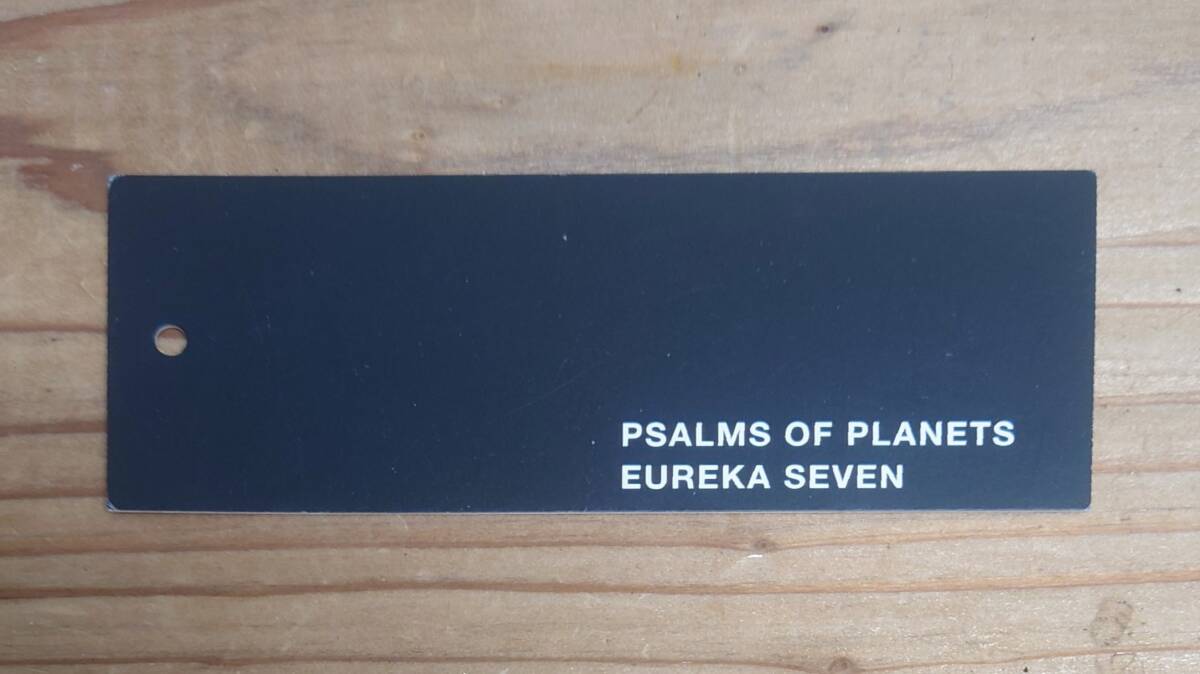 PSALMS OF PLANETS
EUREKA SEVEN